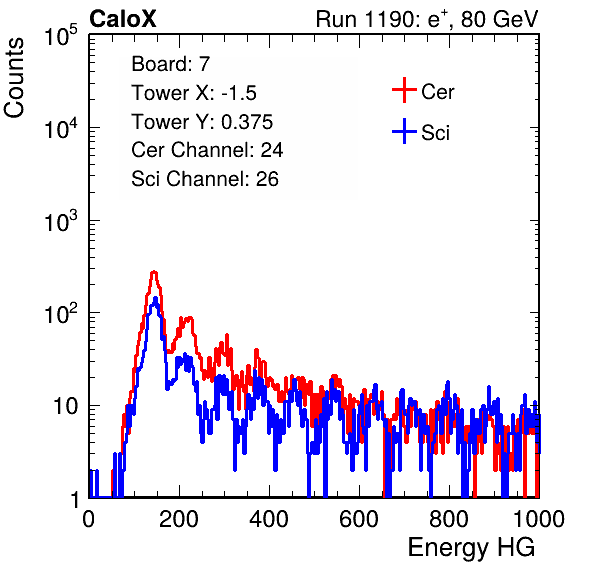 CaloX Run 1190: e⁺, 80 GeV
Board: 7
Tower X: -1.5
Tower Y: 0.375
Cer Channel: 24
Sci Channel: 26
Cer
Sci
Counts
10⁵
10⁴
10³
10²
10
1
0 200 400 600 800 1000
Energy HG